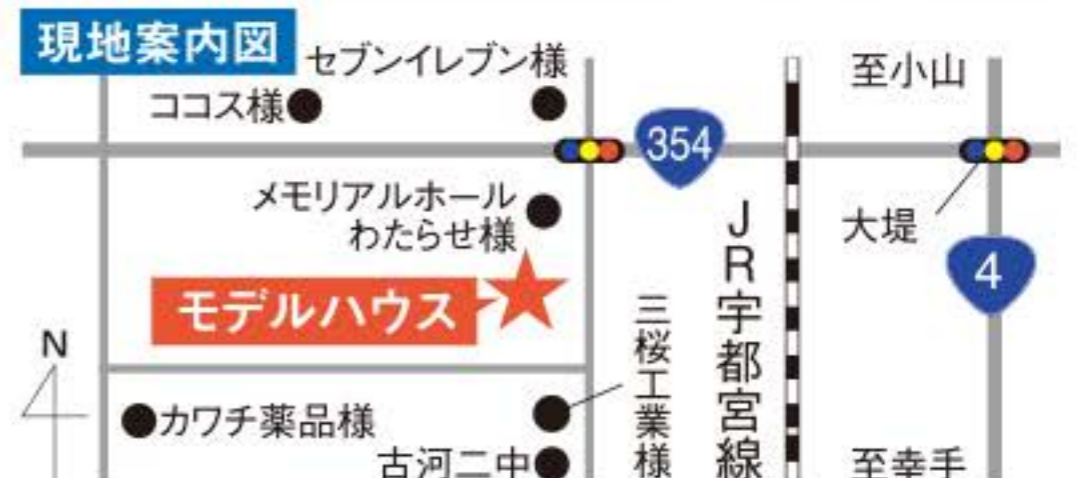 現地案内図
セブンイレブン様
ココス様
至小山
354
メモリアルホール
わたらせ様
大堤
4
モデルハウス
JR宇都宮線
三桜工業様
N
カワチ薬品様
古河二中
至幸手